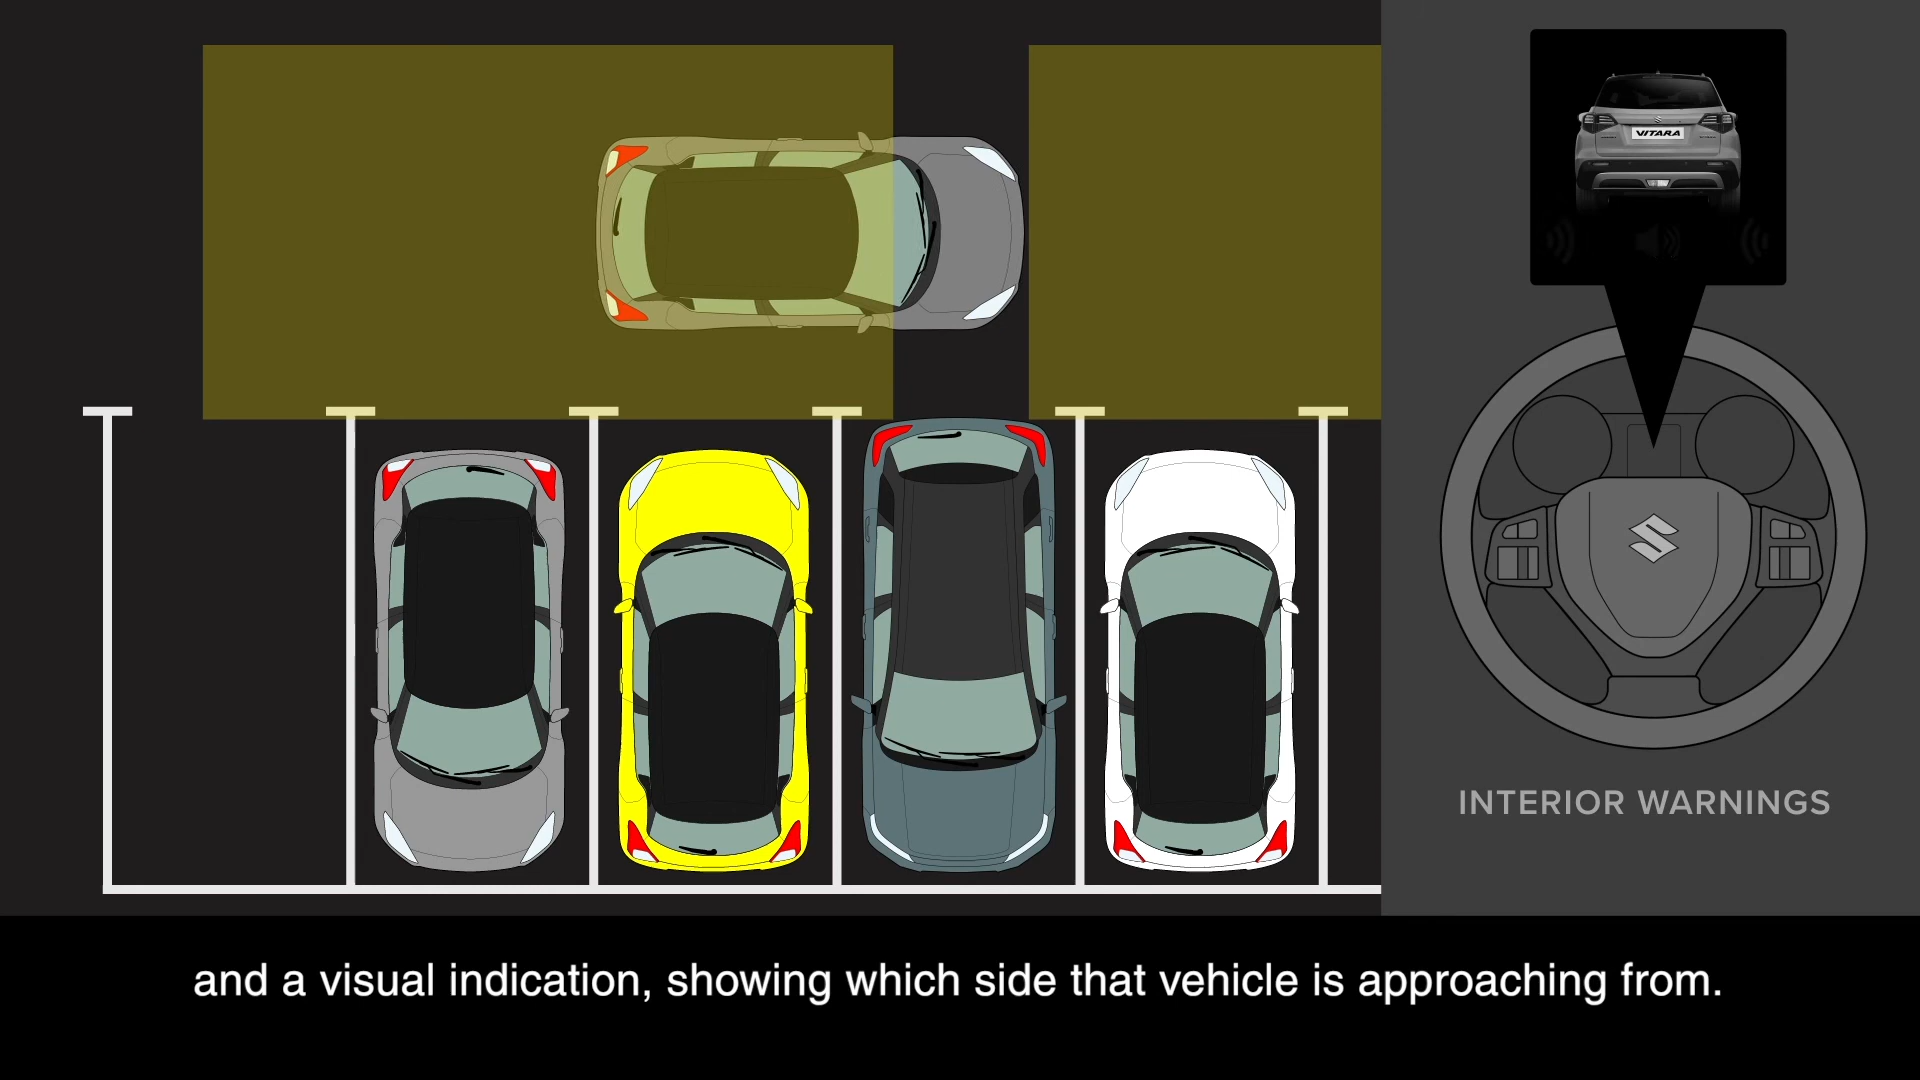 VITARA
INTERIOR WARNINGS
and a visual indication, showing which side that vehicle is approaching from.